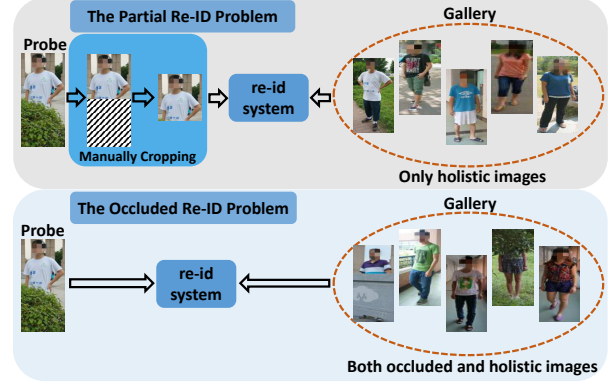 The Partial Re-ID Problem
Gallery
Probe
re-id
system
Manually Cropping
Only holistic images
The Occluded Re-ID Problem
Gallery
Probe
re-id
system
Both occluded and holistic images